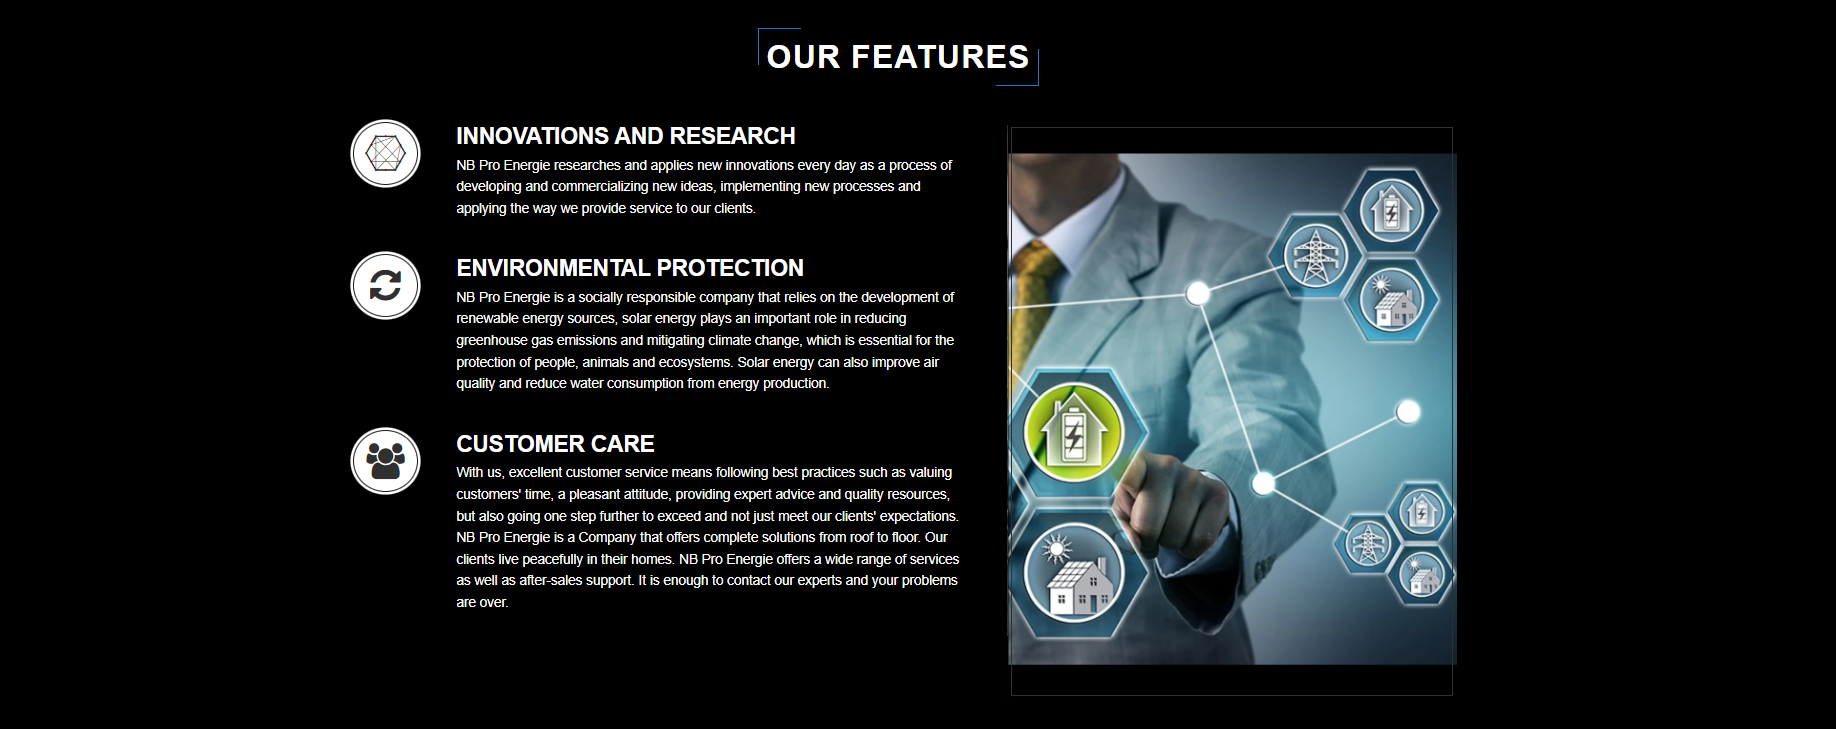 OUR FEATURES
INNOVATIONS AND RESEARCH
NB Pro Energie researches and applies new innovations every day as a process of
developing and commercializing new ideas, implementing new processes and
applying the way we provide service to our clients.
ENVIRONMENTAL PROTECTION
NB Pro Energie is a socially responsible company that relies on the development of
renewable energy sources, solar energy plays an important role in reducing
greenhouse gas emissions and mitigating climate change, which is essential for the
protection of people, animals and ecosystems. Solar energy can also improve air
quality and reduce water consumption from energy production.
CUSTOMER CARE
With us, excellent customer service means following best practices such as valuing
customers' time, a pleasant attitude, providing expert advice and quality resources,
but also going one step further to exceed and not just meet our clients' expectations.
NB Pro Energie is a Company that offers complete solutions from roof to floor. Our
clients live peacefully in their homes. NB Pro Energie offers a wide range of services
as well as after-sales support. It is enough to contact our experts and your problems
are over.